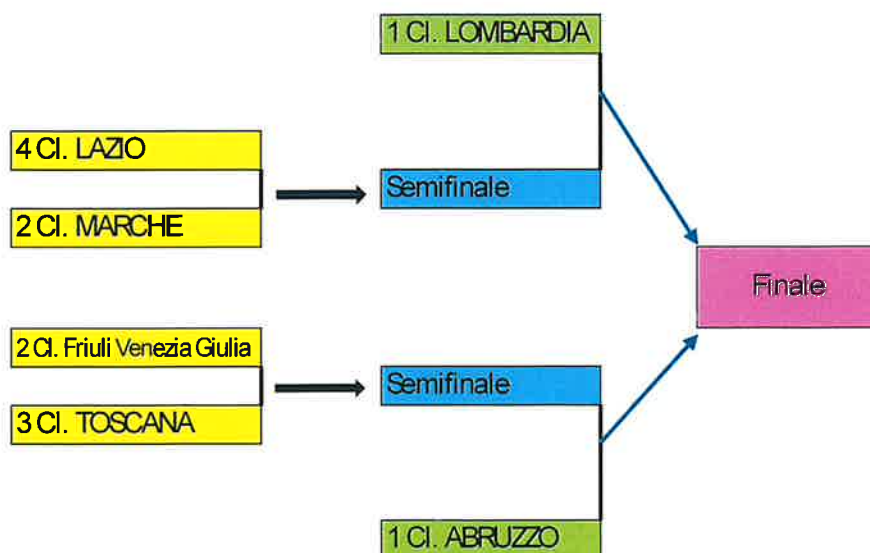 1 Cl. LOMBARDIA
4 Cl. LAZIO
Semifinale
2 Cl. MARCHE
Finale
2 Cl. Friuli Venezia Giulia
Semifinale
3 Cl. TOSCANA
1 Cl. ABRUZZO